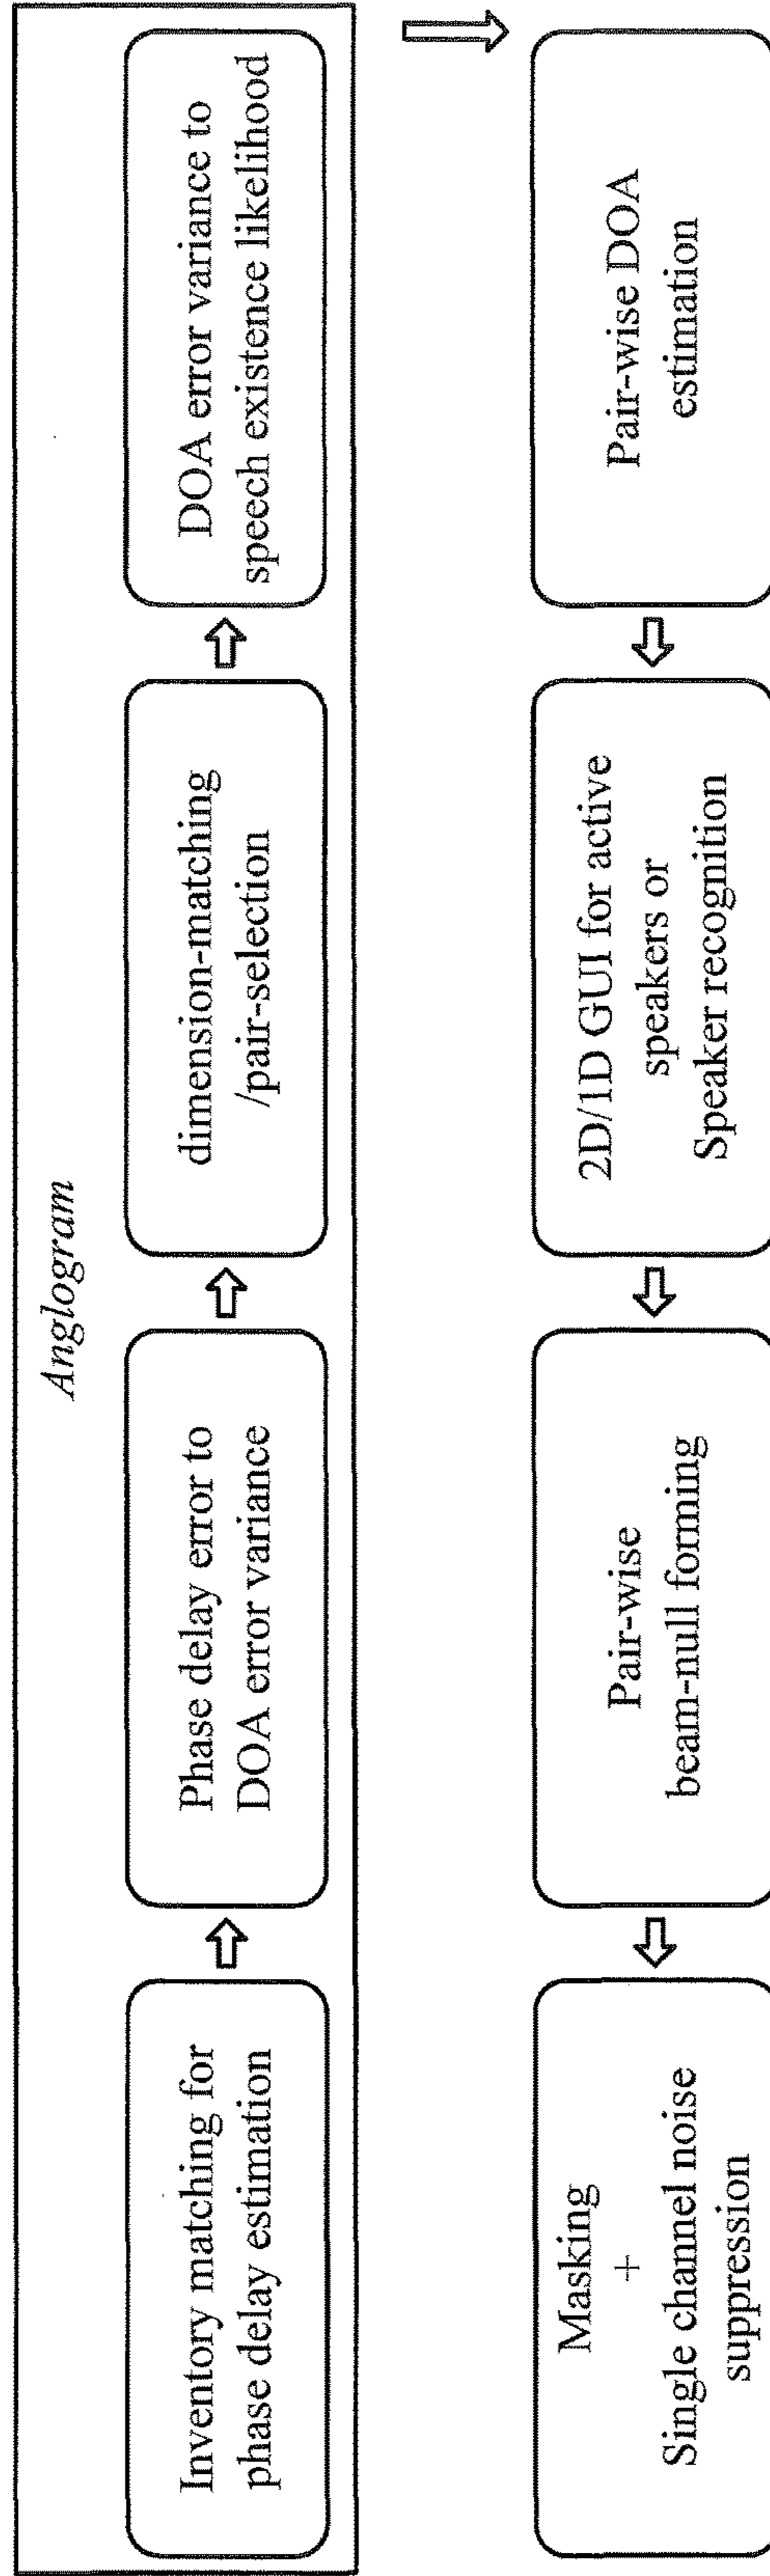 Anglogram
Inventory matching for
phase delay estimation
Phase delay error to
DOA error variance
dimension-matching
/pair-selection
DOA error variance to
speech existence likelihood
Pair-wise DOA
estimation
2D/1D GUI for active
speakers or
Speaker recognition
Pair-wise
beam-null forming
Masking
+
Single channel noise
suppression